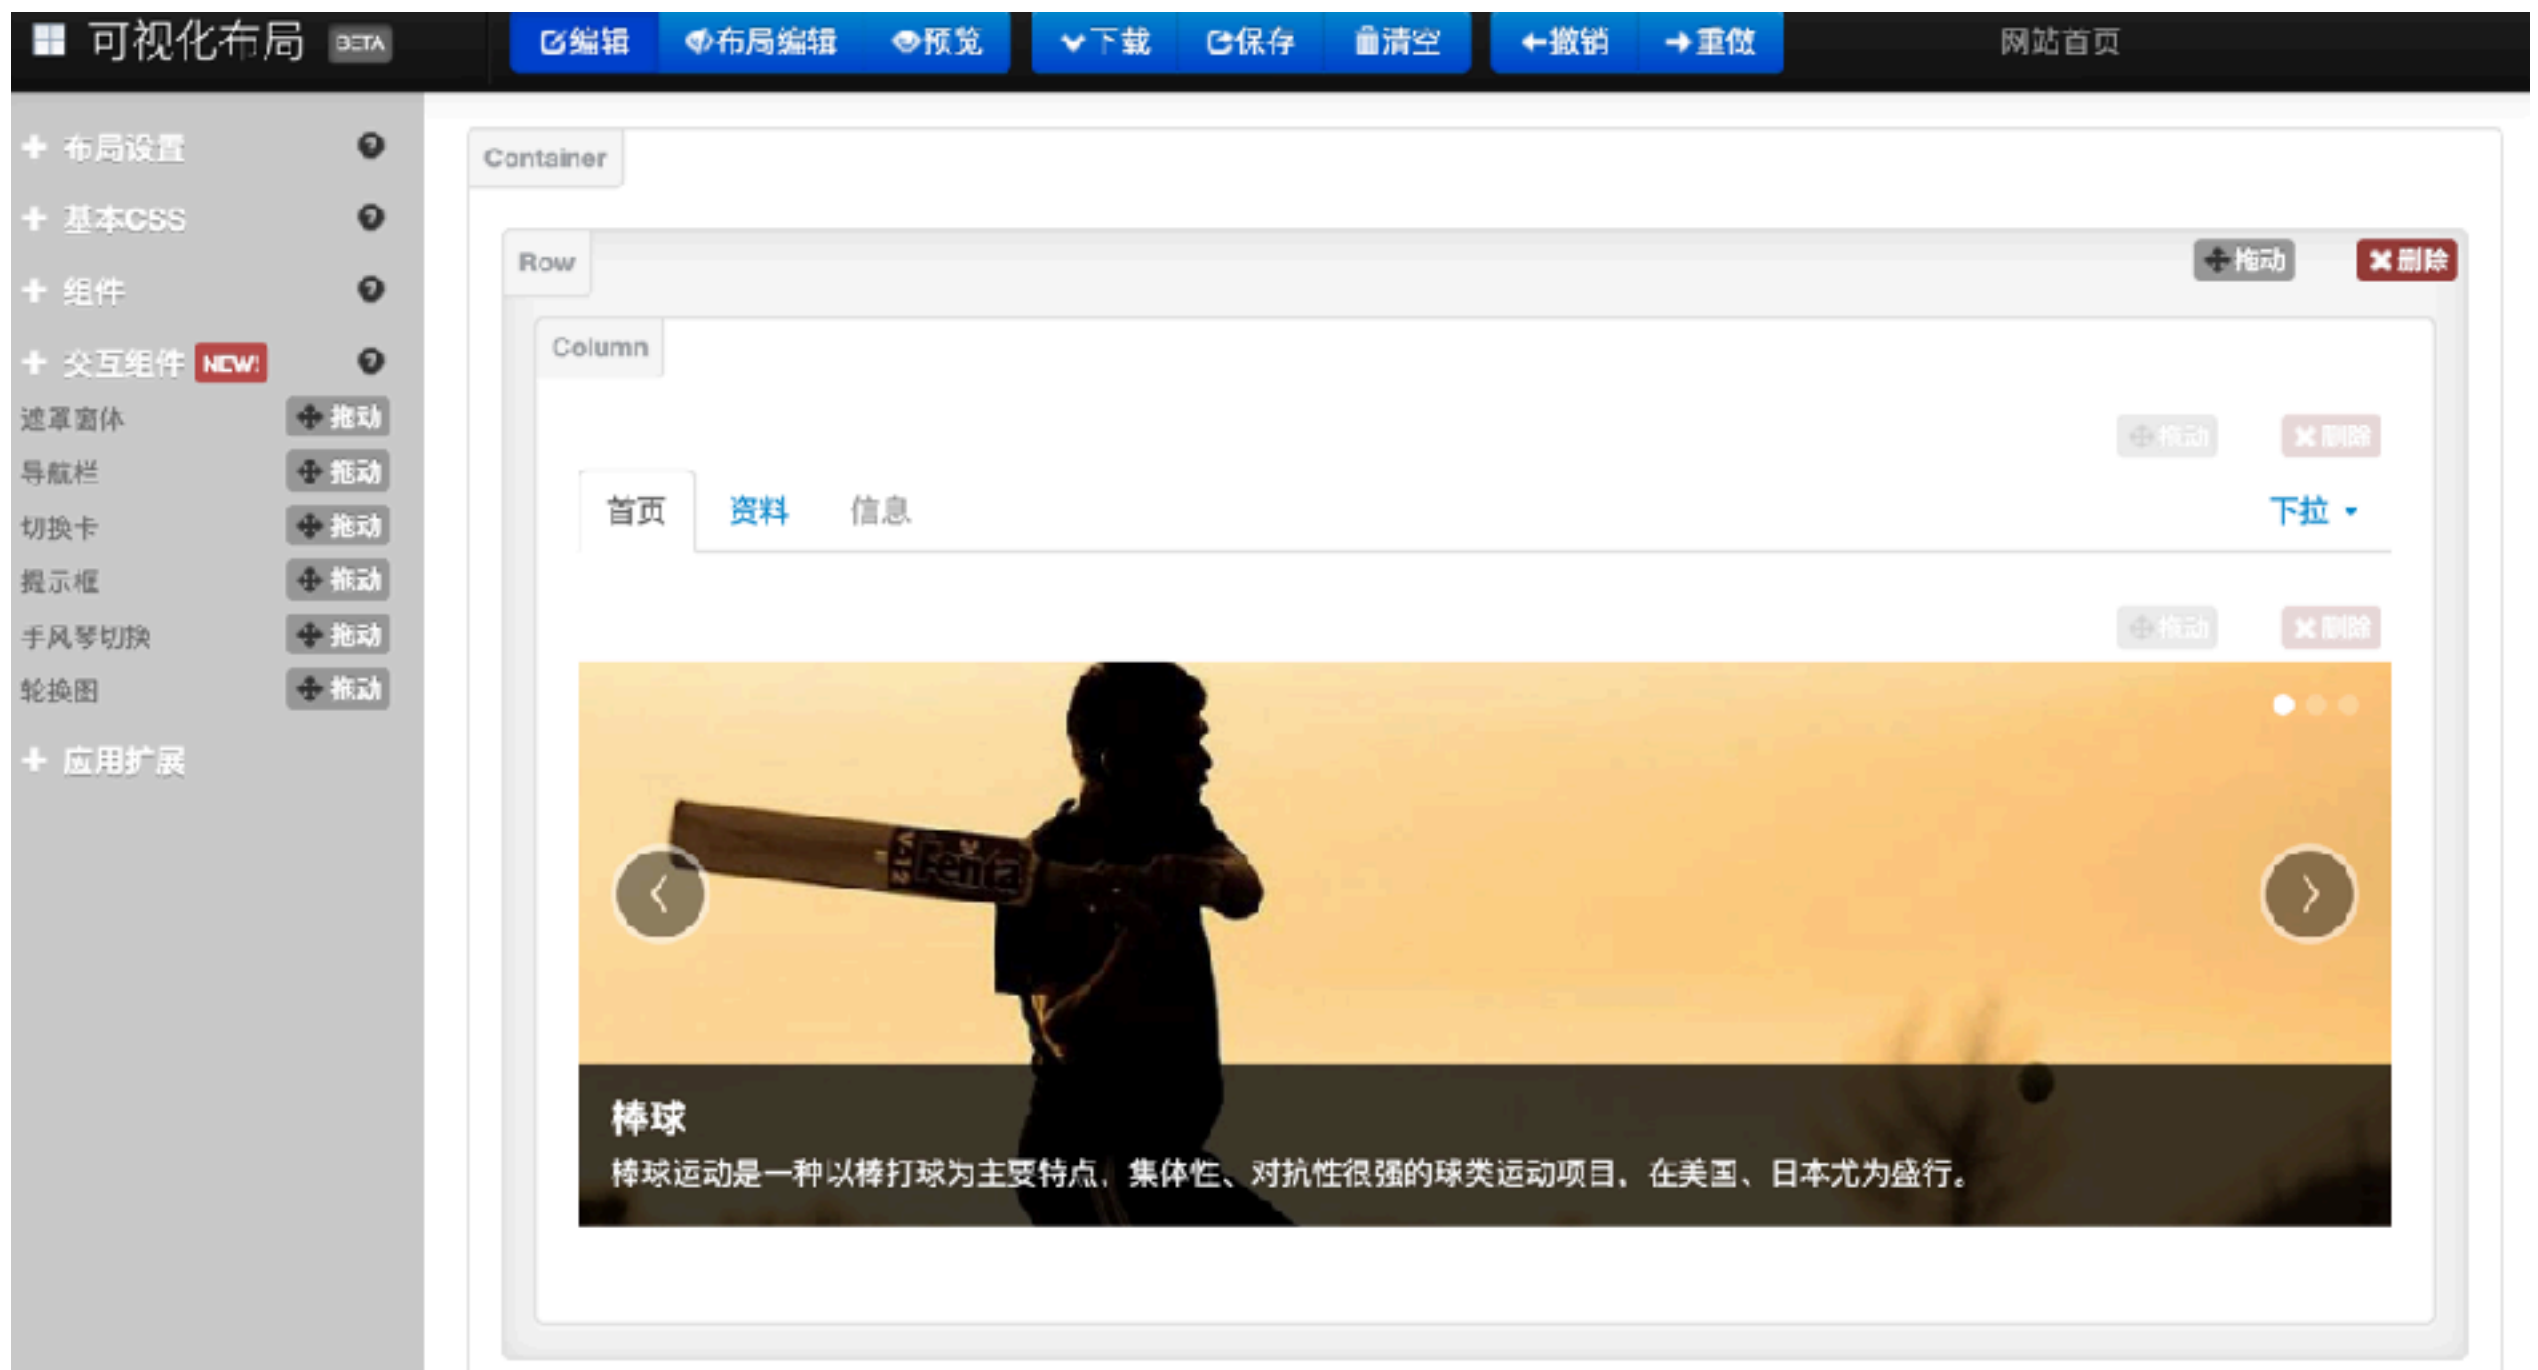 可视化布局 BETA
编辑 布局编辑 预览 下载 保存 清空 撤销 重做 网站首页
布局设置
基本CSS
组件
交互组件 NEW!
遮罩窗体 拖动
导航栏 拖动
切换卡 拖动
提示框 拖动
手风琴切换 拖动
轮换图 拖动
应用扩展
Container
Row 拖动 删除
Column
拖动 删除
首页 资料 信息 下拉
拖动 删除
V-12 Fenta
棒球
棒球运动是一种以棒打球为主要特点，集体性、对抗性很强的球类运动项目，在美国、日本尤为盛行。